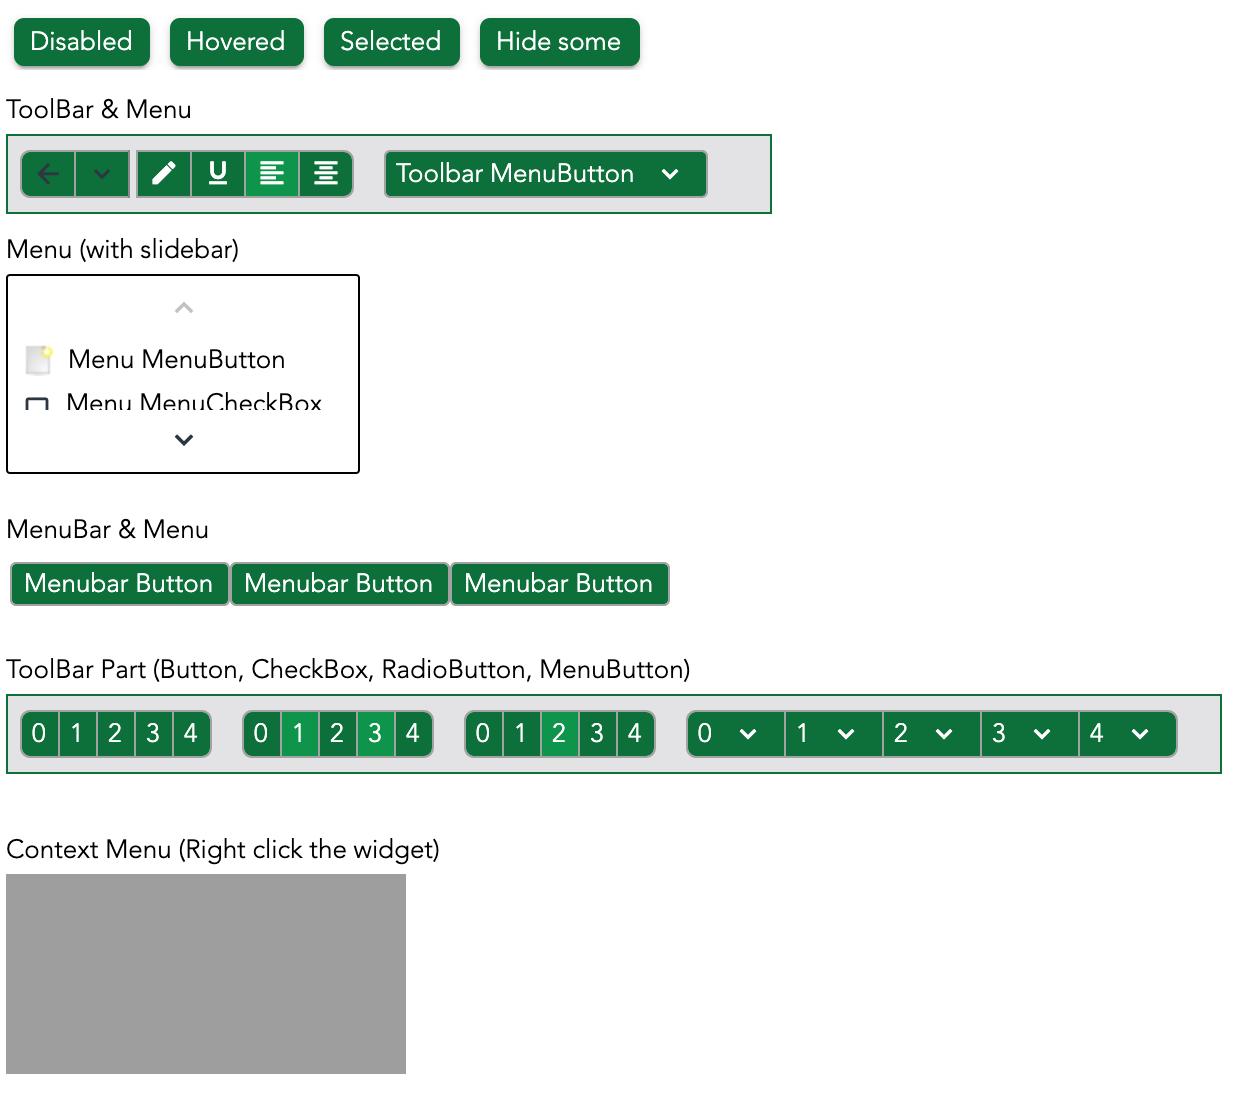 Disabled Hovered Selected Hide some
ToolBar & Menu
Toolbar MenuButton
Menu (with slidebar)
Menu MenuButton
Menu MenuCheckBox
MenuBar & Menu
Menubar Button Menubar Button Menubar Button
ToolBar Part (Button, CheckBox, RadioButton, MenuButton)
0 1 2 3 4 0 1 2 3 4 0 1 2 3 4 0 1 2 3 4
Context Menu (Right click the widget)